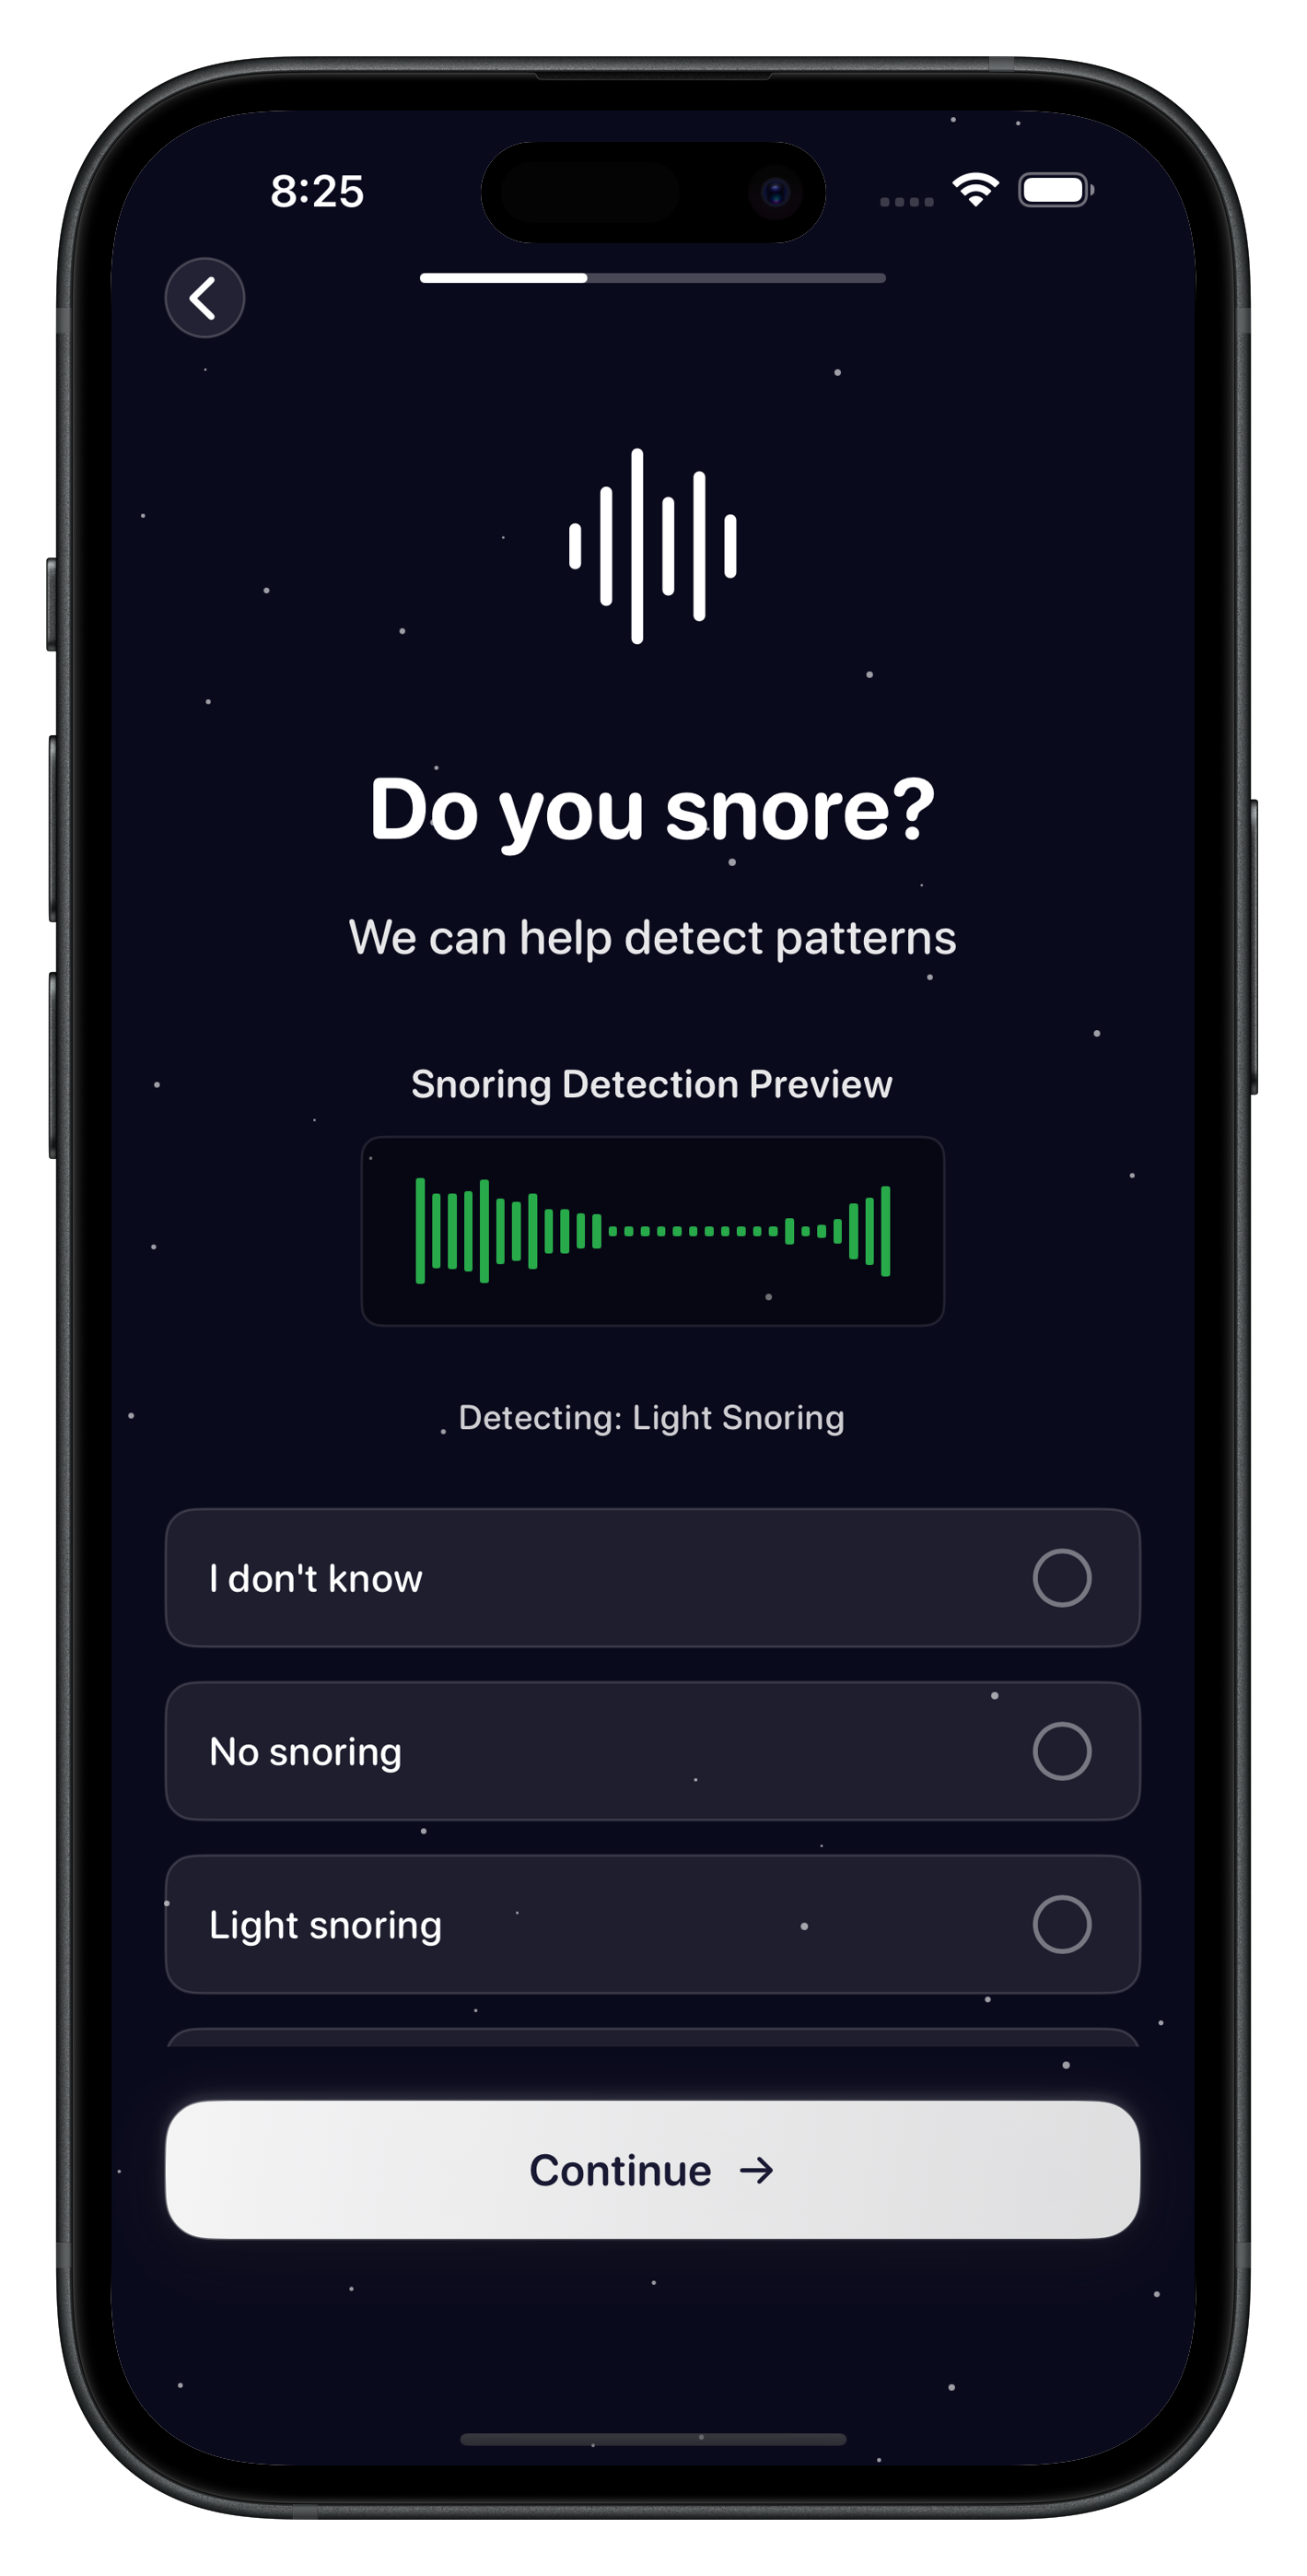 8:25
Do you snore?
We can help detect patterns
Snoring Detection Preview
Detecting: Light Snoring
I don't know
No snoring
Light snoring
Continue →